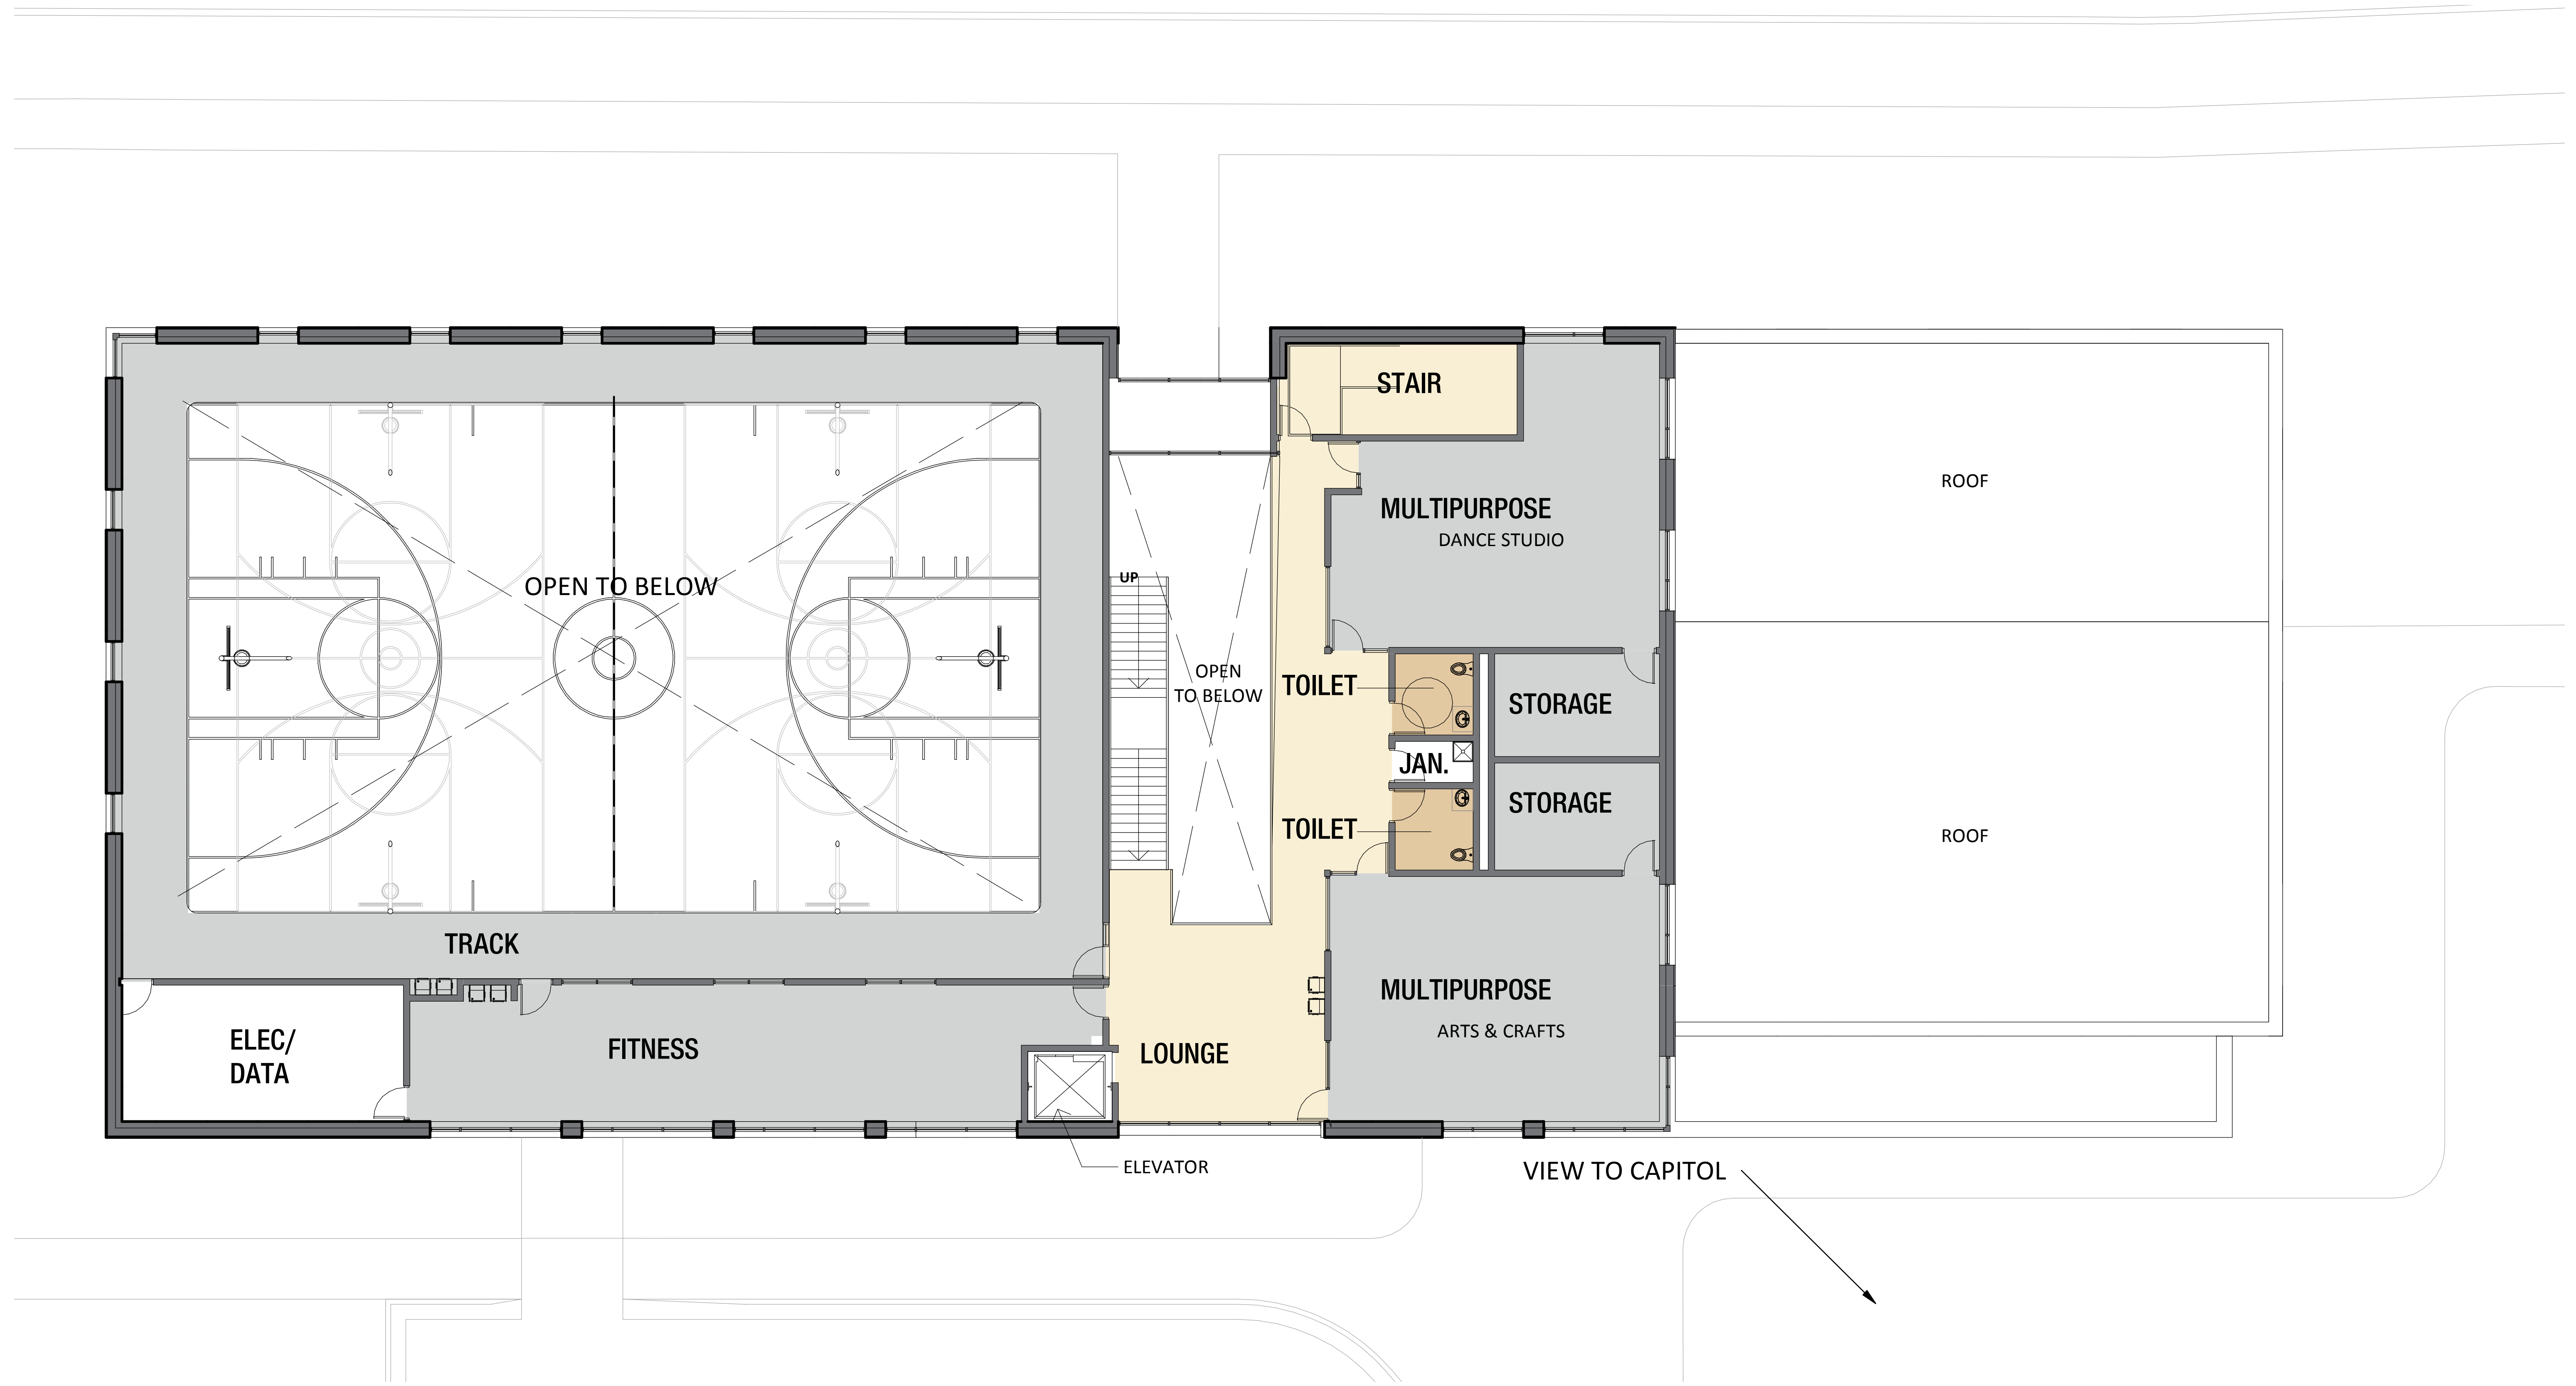 STAIR
ROOF
MULTIPURPOSE
DANCE STUDIO
UP
OPEN TO BELOW
OPEN
TO BELOW
TOILET
STORAGE
JAN.
STORAGE
TOILET
ROOF
TRACK
MULTIPURPOSE
ARTS & CRAFTS
ELEC/
DATA
FITNESS
LOUNGE
ELEVATOR
VIEW TO CAPITOL